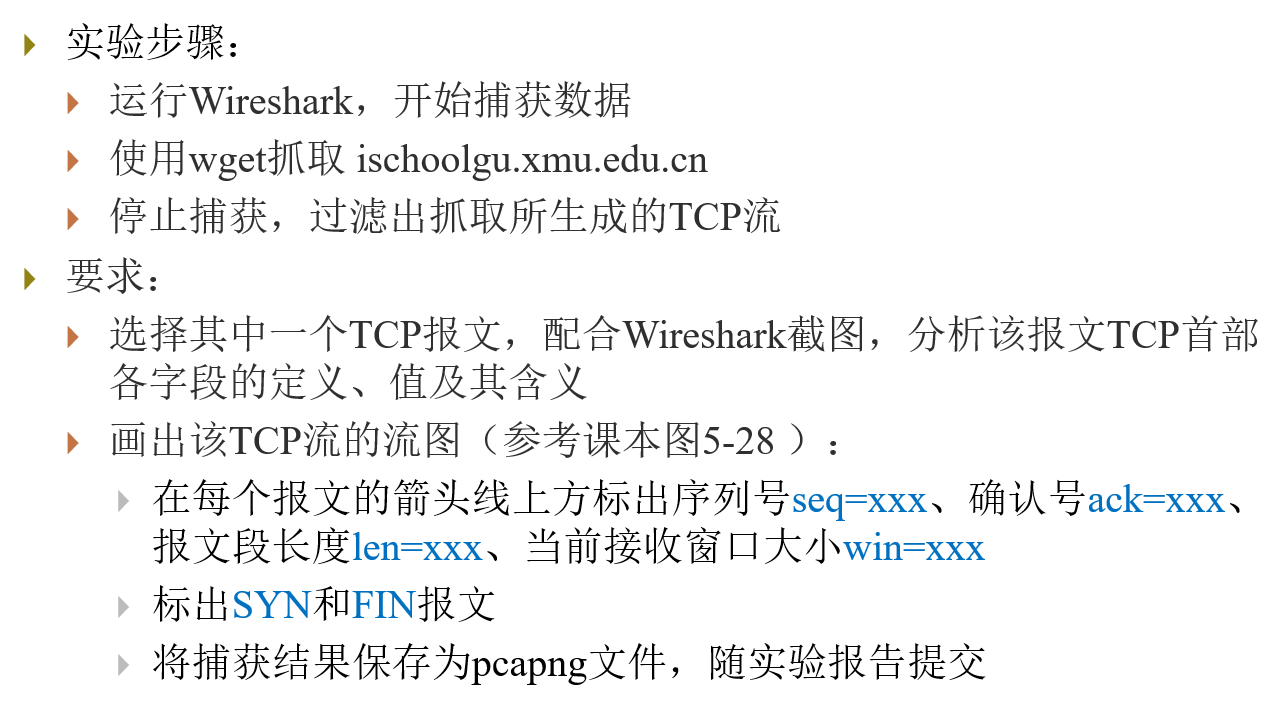 实验步骤：
运行Wireshark，开始捕获数据
使用wget抓取 ischoolgu.xmu.edu.cn
停止捕获，过滤出抓取所生成的TCP流
要求：
选择其中一个TCP报文，配合Wireshark截图，分析该报文TCP首部
各字段的定义、值及其含义
画出该TCP流的流图（参考课本图5-28 ）：
在每个报文的箭头线上方标出序列号seq=xxx、确认号ack=xxx、
报文段长度len=xxx、当前接收窗口大小win=xxx
标出SYN和FIN报文
将捕获结果保存为pcapng文件，随实验报告提交